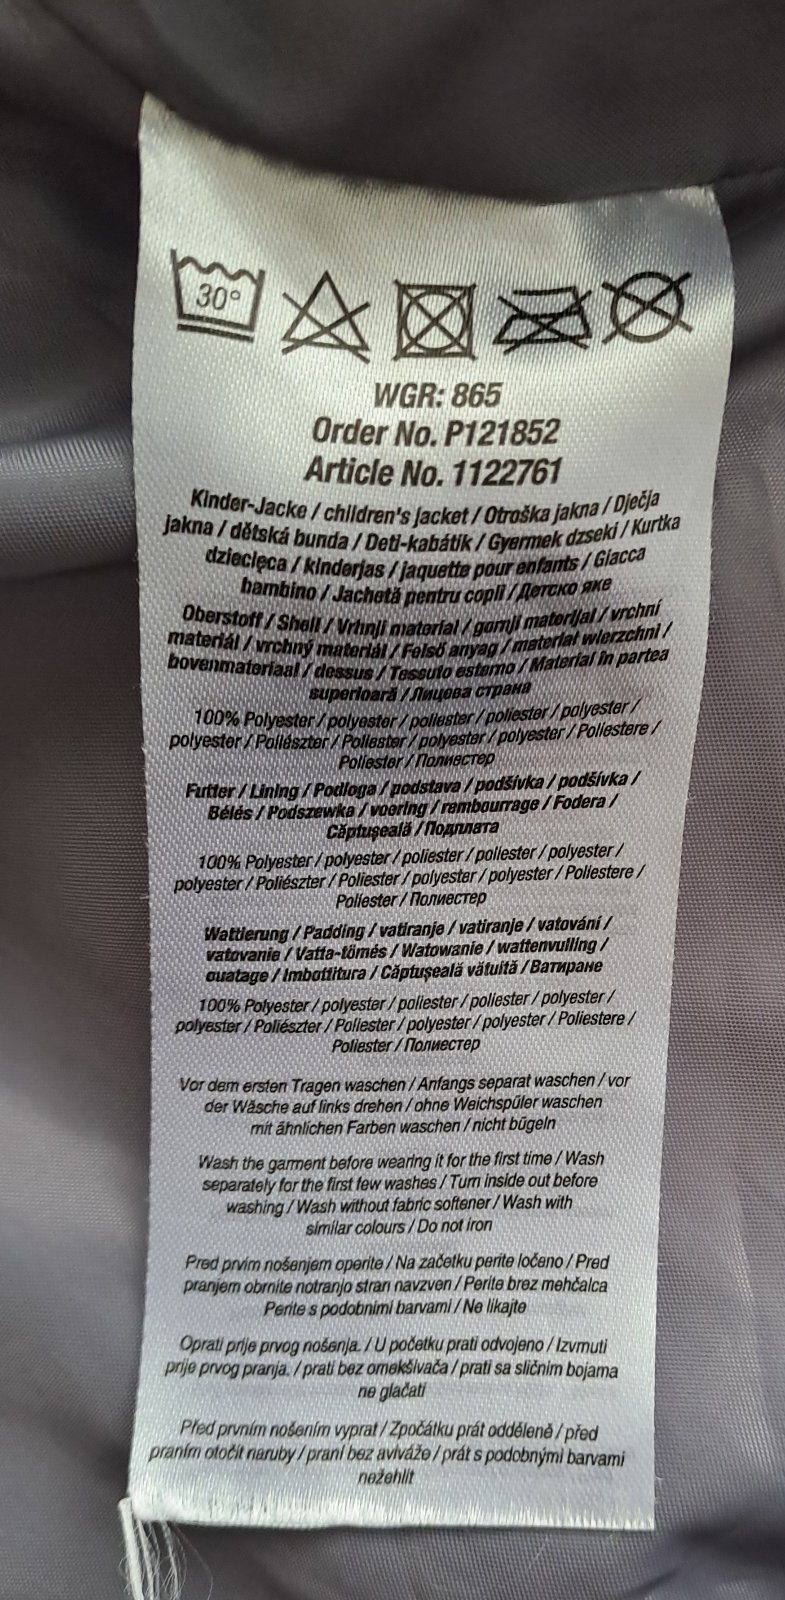 30°
WGR: 865
Order No. P121852
Article No. 1122761
Kinder-Jacke / children's jacket / Otroška jakna / Dječja
jakna / dětská bunda / Deti-kabátik / Gyermek dzseki / Kurtka
dziecięca / kinderjas / jaquette pour enfants / Giacca
bambino / Jachetă pentru copii / Детско яке
Oberstoff / Shell / Vrhnji material / gornji materijal / vrchní
materiál / vrchný materiál / Felső anyag / materiał wierzchni /
bovenmateriaal / dessus / Tessuto esterno / Material în partea
superioară / Лицева страна
100% Polyester / polyester / poliester / poliester / polyester /
polyester / Poliészter / Poliester / polyester / polyester / Poliestere /
Poliester / Полиестер
Futter / Lining / Podloga / podstava / podšívka / podšívka /
Bélés / Podszewka / voering / rembourrage / Fodera /
Căptușeală / Подплата
100% Polyester / polyester / poliester / poliester / polyester /
polyester / Poliészter / Poliester / polyester / polyester / Poliestere /
Poliester / Полиестер
Wattierung / Padding / vatiranje / vatiranje / vatování /
vatovanie / Vatta-tömés / Watowanie / wattenvulling /
ouatage / Imbottitura / Căptușeală vătuită / Ватиране
100% Polyester / polyester / poliester / poliester / polyester /
polyester / Poliészter / Poliester / polyester / polyester / Poliestere /
Poliester / Полиестер
Vor dem ersten Tragen waschen / Anfangs separat waschen / vor
der Wäsche auf links drehen / ohne Weichspüler waschen
mit ähnlichen Farben waschen / nicht bügeln
Wash the garment before wearing it for the first time / Wash
separately for the first few washes / Turn inside out before
washing / Wash without fabric softener / Wash with
similar colours / Do not iron
Pred prvim nošenjem operite / Na začetku perite ločeno / Pred
pranjem obrnite notranjo stran navzven / Perite brez mehčalca
Perite s podobnimi barvami / Ne likajte
Oprati prije prvog nošenja. / U početku prati odvojeno / Izvrnuti
prije prvog pranja. / prati bez omekšivača / prati sa sličnim bojama
ne glačati
Před prvním nošením vyprat / Zpočátku prát odděleně / před
praním otočit naruby / praní bez aviváže / prát s podobnými barvami
nežehlit